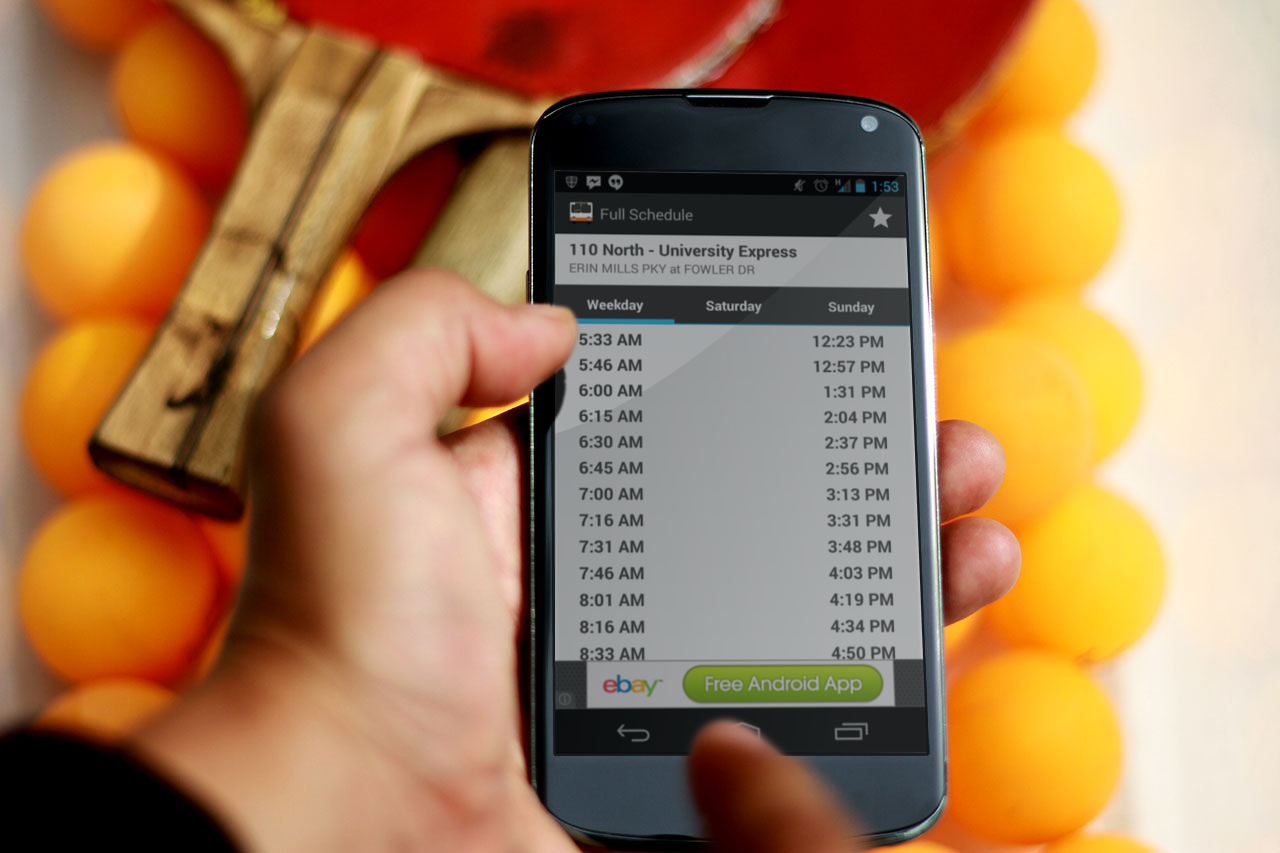 1:53
Full Schedule
110 North - University Express
ERIN MILLS PKY at FOWLER DR
Weekday Saturday Sunday
5:33 AM 12:23 PM
5:46 AM 12:57 PM
6:00 AM 1:31 PM
6:15 AM 2:04 PM
6:30 AM 2:37 PM
6:45 AM 2:56 PM
7:00 AM 3:13 PM
7:16 AM 3:31 PM
7:31 AM 3:48 PM
7:46 AM 4:03 PM
8:01 AM 4:19 PM
8:16 AM 4:34 PM
8:33 AM 4:50 PM
ebay Free Android App